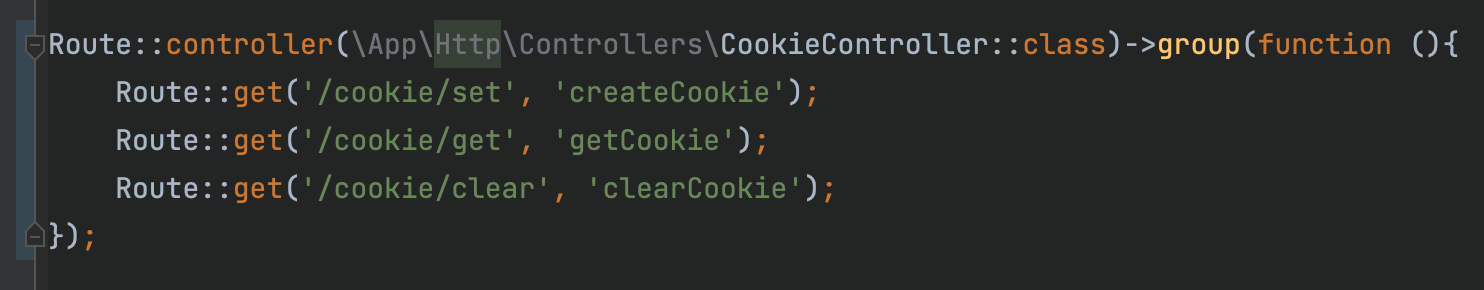 Route::controller(\App\Http\Controllers\CookieController::class)->group(function (){
    Route::get('/cookie/set', 'createCookie');
    Route::get('/cookie/get', 'getCookie');
    Route::get('/cookie/clear', 'clearCookie');
});